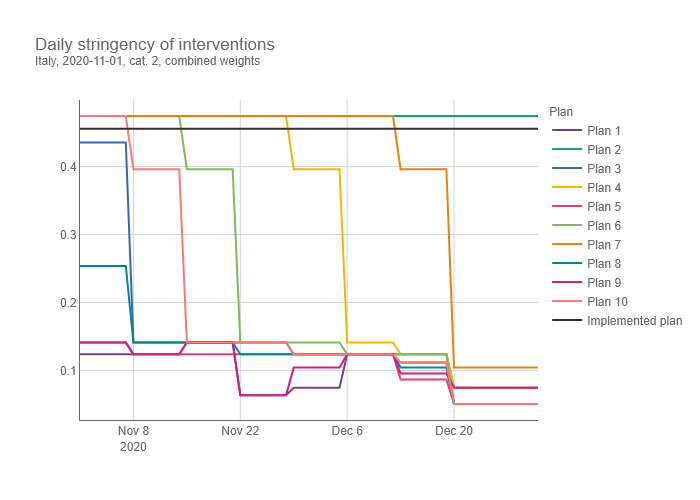 Daily stringency of interventions
Italy, 2020-11-01, cat. 2, combined weights
Plan
Plan 1
Plan 2
Plan 3
Plan 4
Plan 5
Plan 6
Plan 7
Plan 8
Plan 9
Plan 10
Implemented plan
0.4
0.3
0.2
0.1
Nov 8
2020
Nov 22
Dec 6
Dec 20